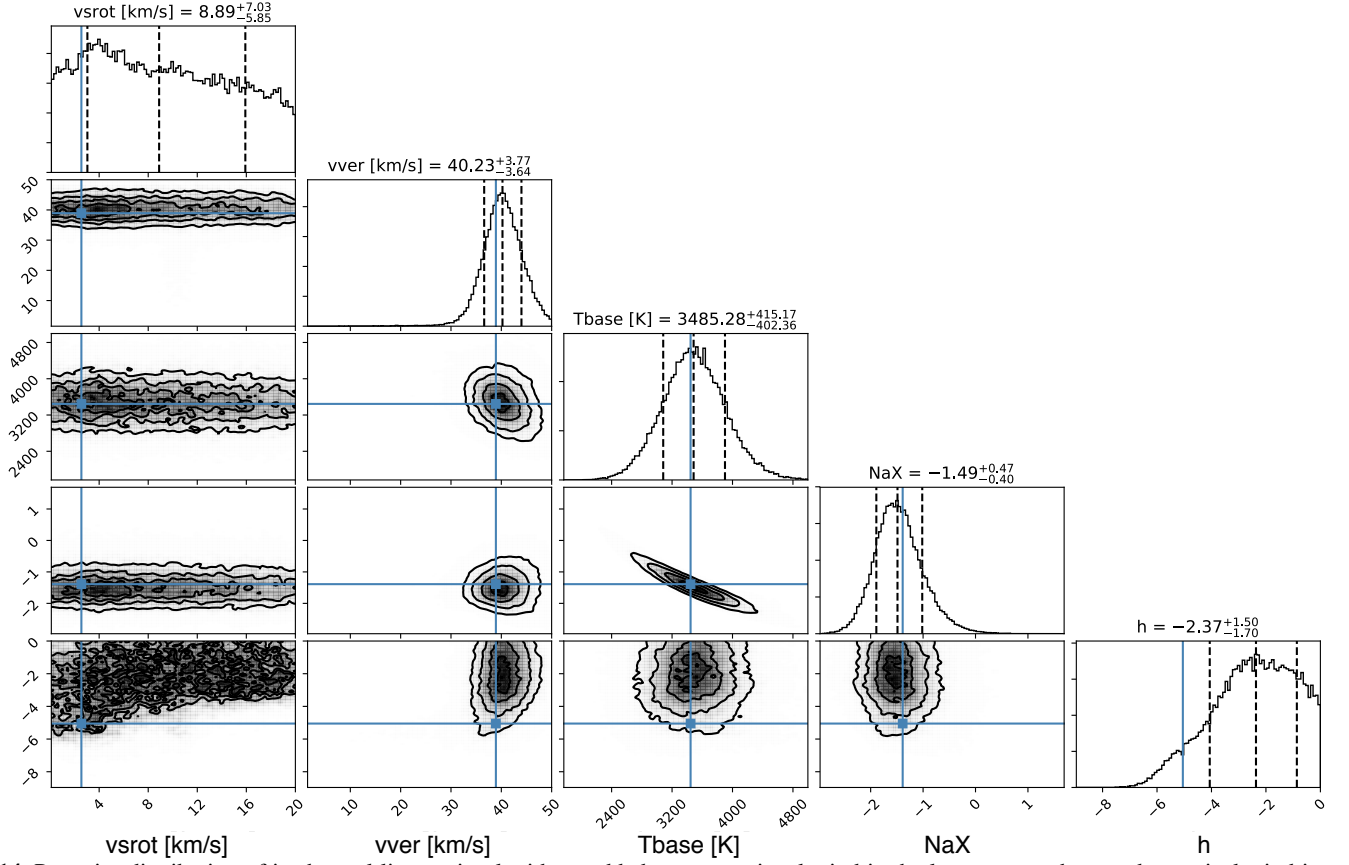 vsrot [km/s] = 8.89 +7.03 −5.85
vver [km/s] = 40.23 +3.77 −3.64
50
40
30
20
10
Tbase [K] = 3485.28 +415.17 −402.36
4800
4000
3200
2400
NaX = −1.49 +0.47 −0.40
1
0
−1
−2
h = −2.37 +1.50 −1.70
0
−2
−4
−6
−8
4 8 12 16 20
10 20 30 40 50
2400 3200 4000 4800
−2 −1 0 1
−8 −6 −4 −2 0
vsrot [km/s] vver [km/s] Tbase [K] NaX h